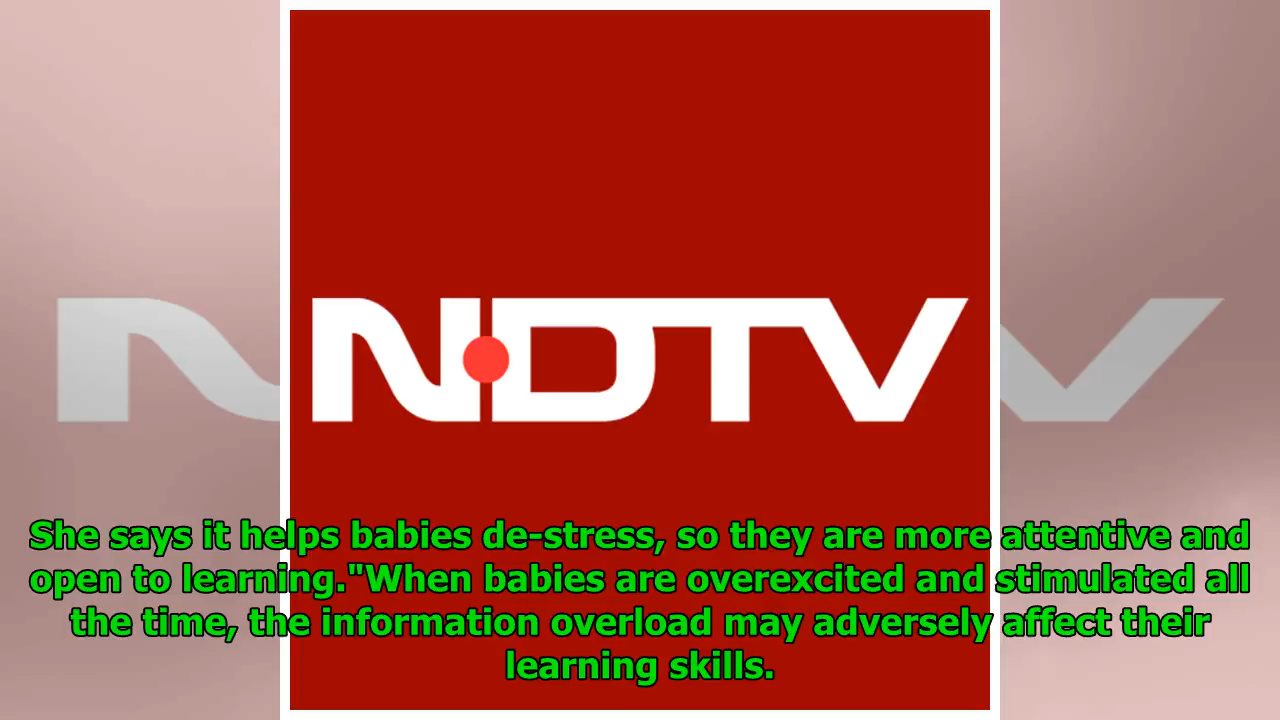 NDTV
She says it helps babies de-stress, so they are more attentive and
open to learning."When babies are overexcited and stimulated all
the time, the information overload may adversely affect their
learning skills.